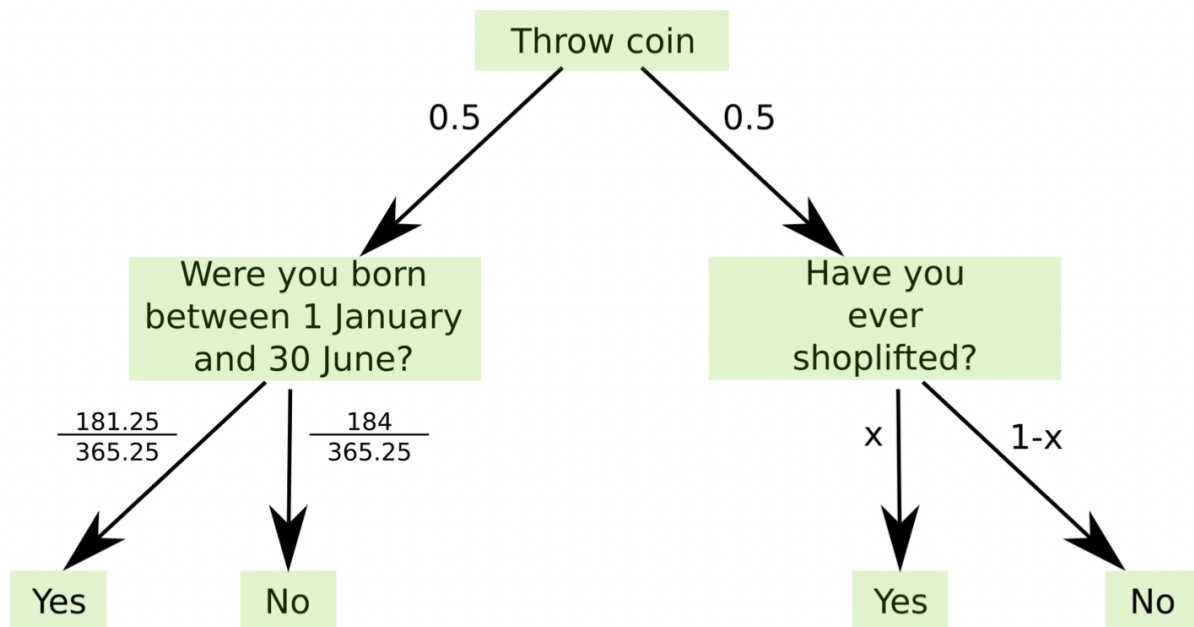 Throw coin
0.5
0.5
Were you born
between 1 January
and 30 June?
Have you
ever
shoplifted?
181.25
365.25
184
365.25
x
1-x
Yes
No
Yes
No